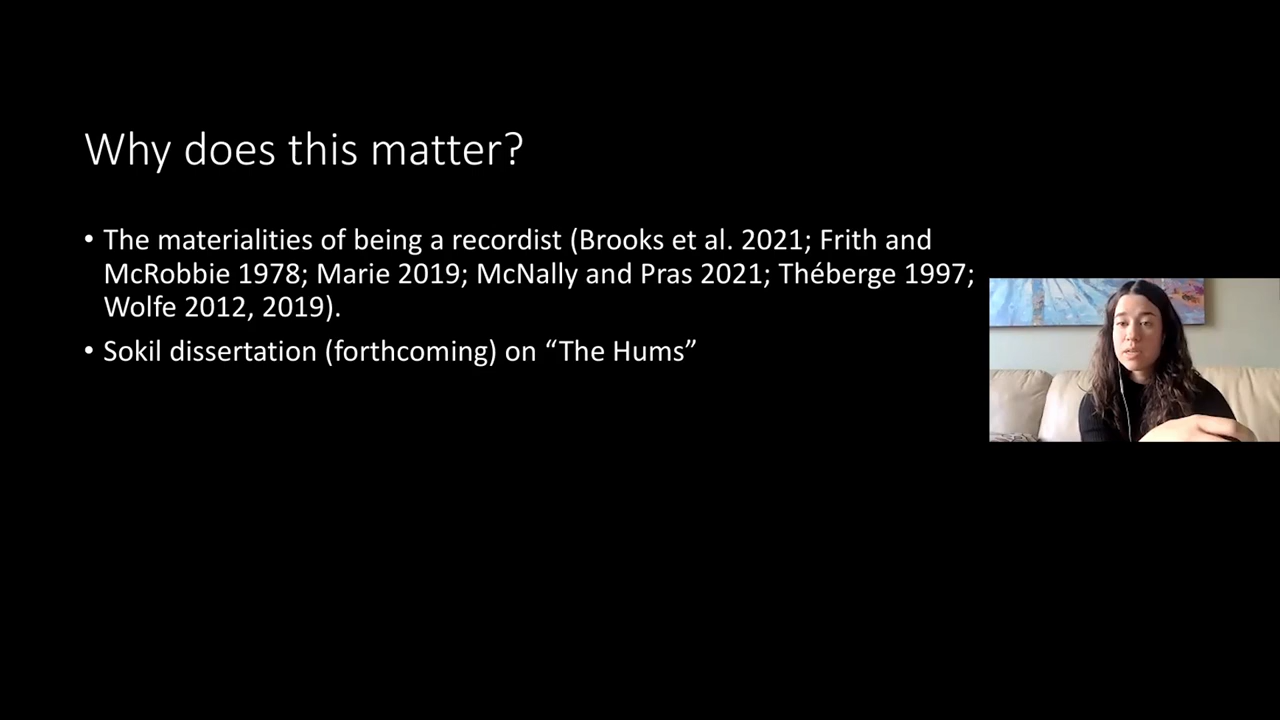 Why does this matter?
• The materialities of being a recordist (Brooks et al. 2021; Frith and
McRobbie 1978; Marie 2019; McNally and Pras 2021; Théberge 1997;
Wolfe 2012, 2019).
• Sokil dissertation (forthcoming) on “The Hums”